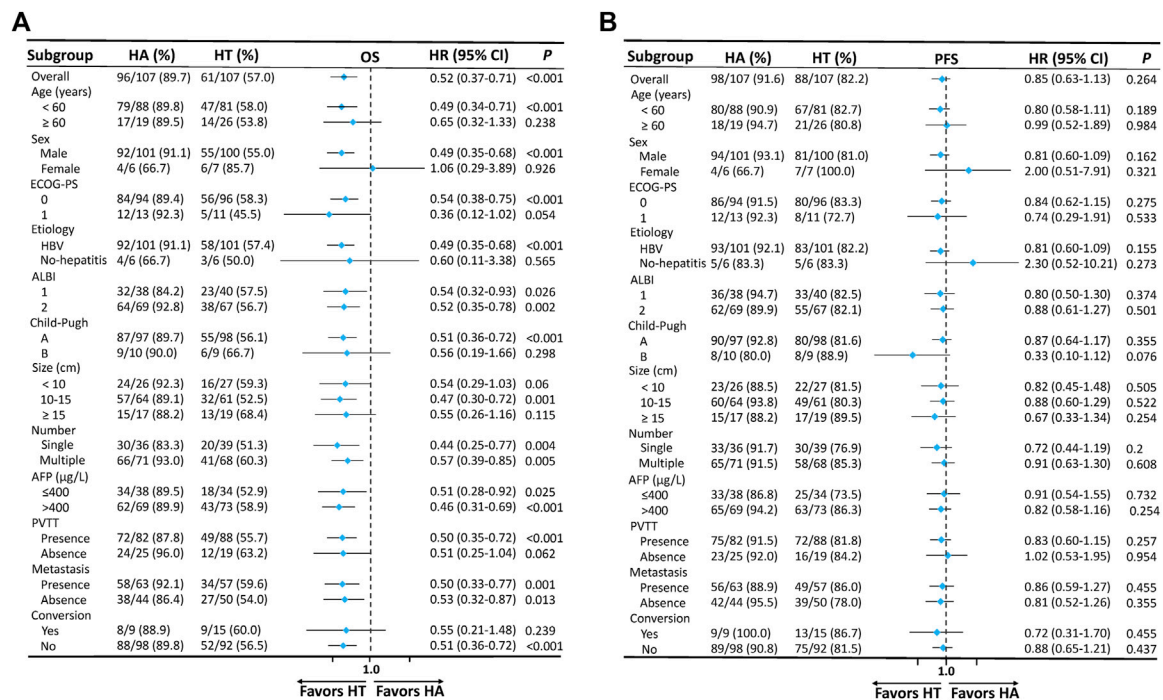 A
Subgroup HA (%) HT (%) OS HR (95% CI) P
Overall 96/107 (89.7) 61/107 (57.0) 0.52 (0.37-0.71) <0.001
Age (years)
< 60 79/88 (89.8) 47/81 (58.0) 0.49 (0.34-0.71) <0.001
≥ 60 17/19 (89.5) 14/26 (53.8) 0.65 (0.32-1.33) 0.238
Sex
Male 92/101 (91.1) 55/100 (55.0) 0.49 (0.35-0.68) <0.001
Female 4/6 (66.7) 6/7 (85.7) 1.06 (0.29-3.89) 0.926
ECOG-PS
0 84/94 (89.4) 56/96 (58.3) 0.54 (0.38-0.75) <0.001
1 12/13 (92.3) 5/11 (45.5) 0.36 (0.12-1.02) 0.054
Etiology
HBV 92/101 (91.1) 58/101 (57.4) 0.49 (0.35-0.68) <0.001
No-hepatitis 4/6 (66.7) 3/6 (50.0) 0.60 (0.11-3.38) 0.565
ALBI
1 32/38 (84.2) 23/40 (57.5) 0.54 (0.32-0.93) 0.026
2 64/69 (92.8) 38/67 (56.7) 0.52 (0.35-0.78) 0.002
Child-Pugh
A 87/97 (89.7) 55/98 (56.1) 0.51 (0.36-0.72) <0.001
B 9/10 (90.0) 6/9 (66.7) 0.56 (0.19-1.66) 0.298
Size (cm)
< 10 24/26 (92.3) 16/27 (59.3) 0.54 (0.29-1.03) 0.06
10-15 57/64 (89.1) 32/61 (52.5) 0.47 (0.30-0.72) 0.001
≥ 15 15/17 (88.2) 13/19 (68.4) 0.55 (0.26-1.16) 0.115
Number
Single 30/36 (83.3) 20/39 (51.3) 0.44 (0.25-0.77) 0.004
Multiple 66/71 (93.0) 41/68 (60.3) 0.57 (0.39-0.85) 0.005
AFP (µg/L)
≤400 34/38 (89.5) 18/34 (52.9) 0.51 (0.28-0.92) 0.025
>400 62/69 (89.9) 43/73 (58.9) 0.46 (0.31-0.69) <0.001
PVTT
Presence 72/82 (87.8) 49/88 (55.7) 0.50 (0.35-0.72) <0.001
Absence 24/25 (96.0) 12/19 (63.2) 0.51 (0.25-1.04) 0.062
Metastasis
Presence 58/63 (92.1) 34/57 (59.6) 0.50 (0.33-0.77) 0.001
Absence 38/44 (86.4) 27/50 (54.0) 0.53 (0.32-0.87) 0.013
Conversion
Yes 8/9 (88.9) 9/15 (60.0) 0.55 (0.21-1.48) 0.239
No 88/98 (89.8) 52/92 (56.5) 0.51 (0.36-0.72) <0.001
1.0
Favors HT Favors HA
B
Subgroup HA (%) HT (%) PFS HR (95% CI) P
Overall 98/107 (91.6) 88/107 (82.2) 0.85 (0.63-1.13) 0.264
Age (years)
< 60 80/88 (90.9) 67/81 (82.7) 0.80 (0.58-1.11) 0.189
≥ 60 18/19 (94.7) 21/26 (80.8) 0.99 (0.52-1.89) 0.984
Sex
Male 94/101 (93.1) 81/100 (81.0) 0.81 (0.60-1.09) 0.162
Female 4/6 (66.7) 7/7 (100.0) 2.00 (0.51-7.91) 0.321
ECOG-PS
0 86/94 (91.5) 80/96 (83.3) 0.84 (0.62-1.15) 0.275
1 12/13 (92.3) 8/11 (72.7) 0.74 (0.29-1.91) 0.533
Etiology
HBV 93/101 (92.1) 83/101 (82.2) 0.81 (0.60-1.09) 0.155
No-hepatitis 5/6 (83.3) 5/6 (83.3) 2.30 (0.52-10.21) 0.273
ALBI
1 36/38 (94.7) 33/40 (82.5) 0.80 (0.50-1.30) 0.374
2 62/69 (89.9) 55/67 (82.1) 0.88 (0.61-1.27) 0.501
Child-Pugh
A 90/97 (92.8) 80/98 (81.6) 0.87 (0.64-1.17) 0.355
B 8/10 (80.0) 8/9 (88.9) 0.33 (0.10-1.12) 0.076
Size (cm)
< 10 23/26 (88.5) 22/27 (81.5) 0.82 (0.45-1.48) 0.505
10-15 60/64 (93.8) 49/61 (80.3) 0.88 (0.60-1.29) 0.522
≥ 15 15/17 (88.2) 17/19 (89.5) 0.67 (0.33-1.34) 0.254
Number
Single 33/36 (91.7) 30/39 (76.9) 0.72 (0.44-1.19) 0.2
Multiple 65/71 (91.5) 58/68 (85.3) 0.91 (0.63-1.30) 0.608
AFP (µg/L)
≤400 33/38 (86.8) 25/34 (73.5) 0.91 (0.54-1.55) 0.732
>400 65/69 (94.2) 63/73 (86.3) 0.82 (0.58-1.16) 0.254
PVTT
Presence 75/82 (91.5) 72/88 (81.8) 0.83 (0.60-1.15) 0.257
Absence 23/25 (92.0) 16/19 (84.2) 1.02 (0.53-1.95) 0.954
Metastasis
Presence 56/63 (88.9) 49/57 (86.0) 0.86 (0.59-1.27) 0.455
Absence 42/44 (95.5) 39/50 (78.0) 0.81 (0.52-1.26) 0.355
Conversion
Yes 9/9 (100.0) 13/15 (86.7) 0.72 (0.31-1.70) 0.455
No 89/98 (90.8) 75/92 (81.5) 0.88 (0.65-1.21) 0.437
1.0
Favors HT Favors HA